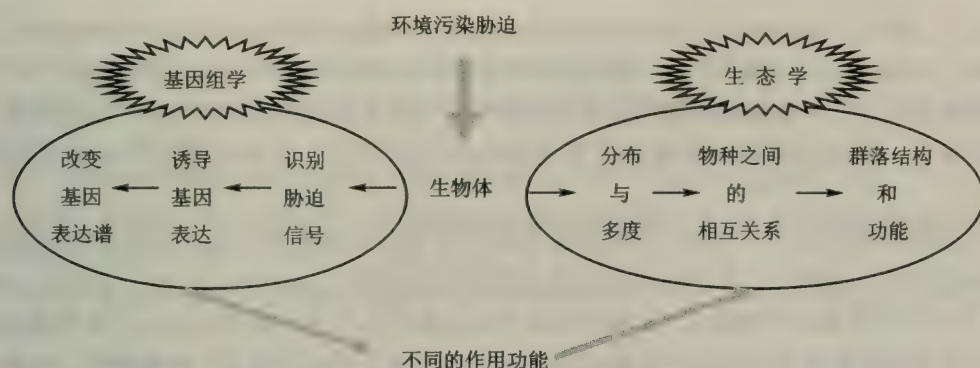 环境污染胁迫
基因组学
生态学
改变
基因
表达谱
诱导
基因
表达
识别
胁迫
信号
生物体
分布
与
多度
物种之间
的
相互关系
群落结构
和
功能
不同的作用功能